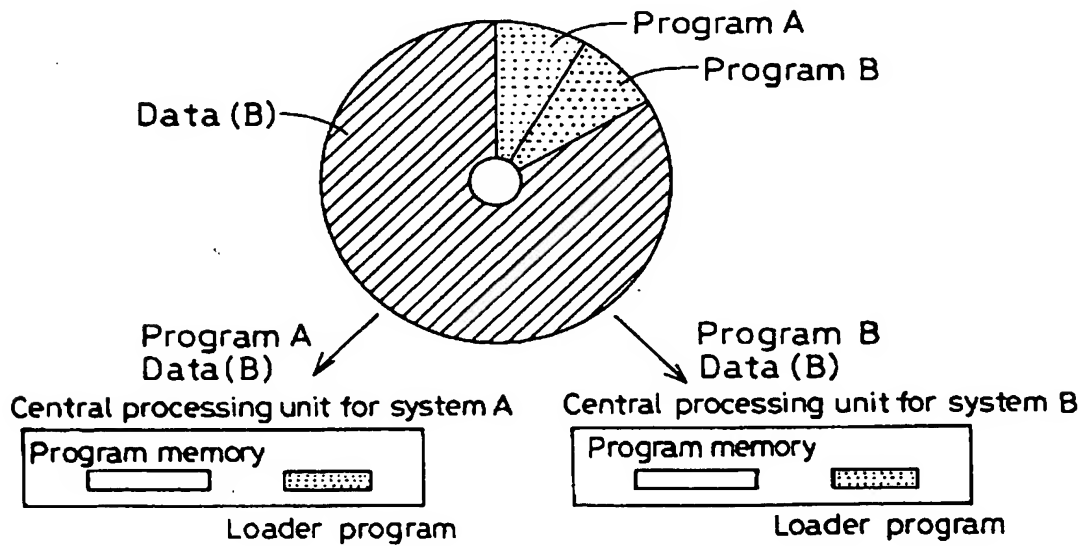 Program A
Program B
Data (B)
Program A
Data (B)
Program B
Data (B)
Central processing unit for system A
Program memory
Loader program
Central processing unit for system B
Program memory
Loader program